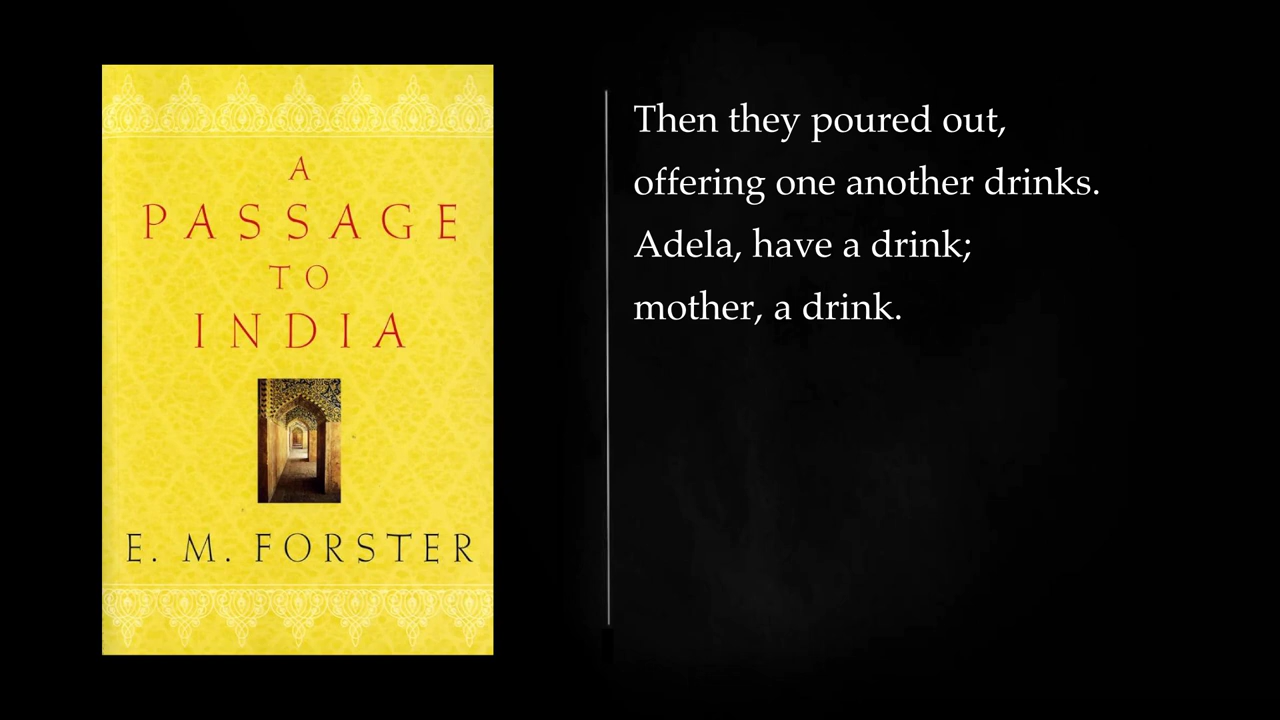 A
PASSAGE
TO
INDIA
E. M. FORSTER
Then they poured out,
offering one another drinks.
Adela, have a drink;
mother, a drink.